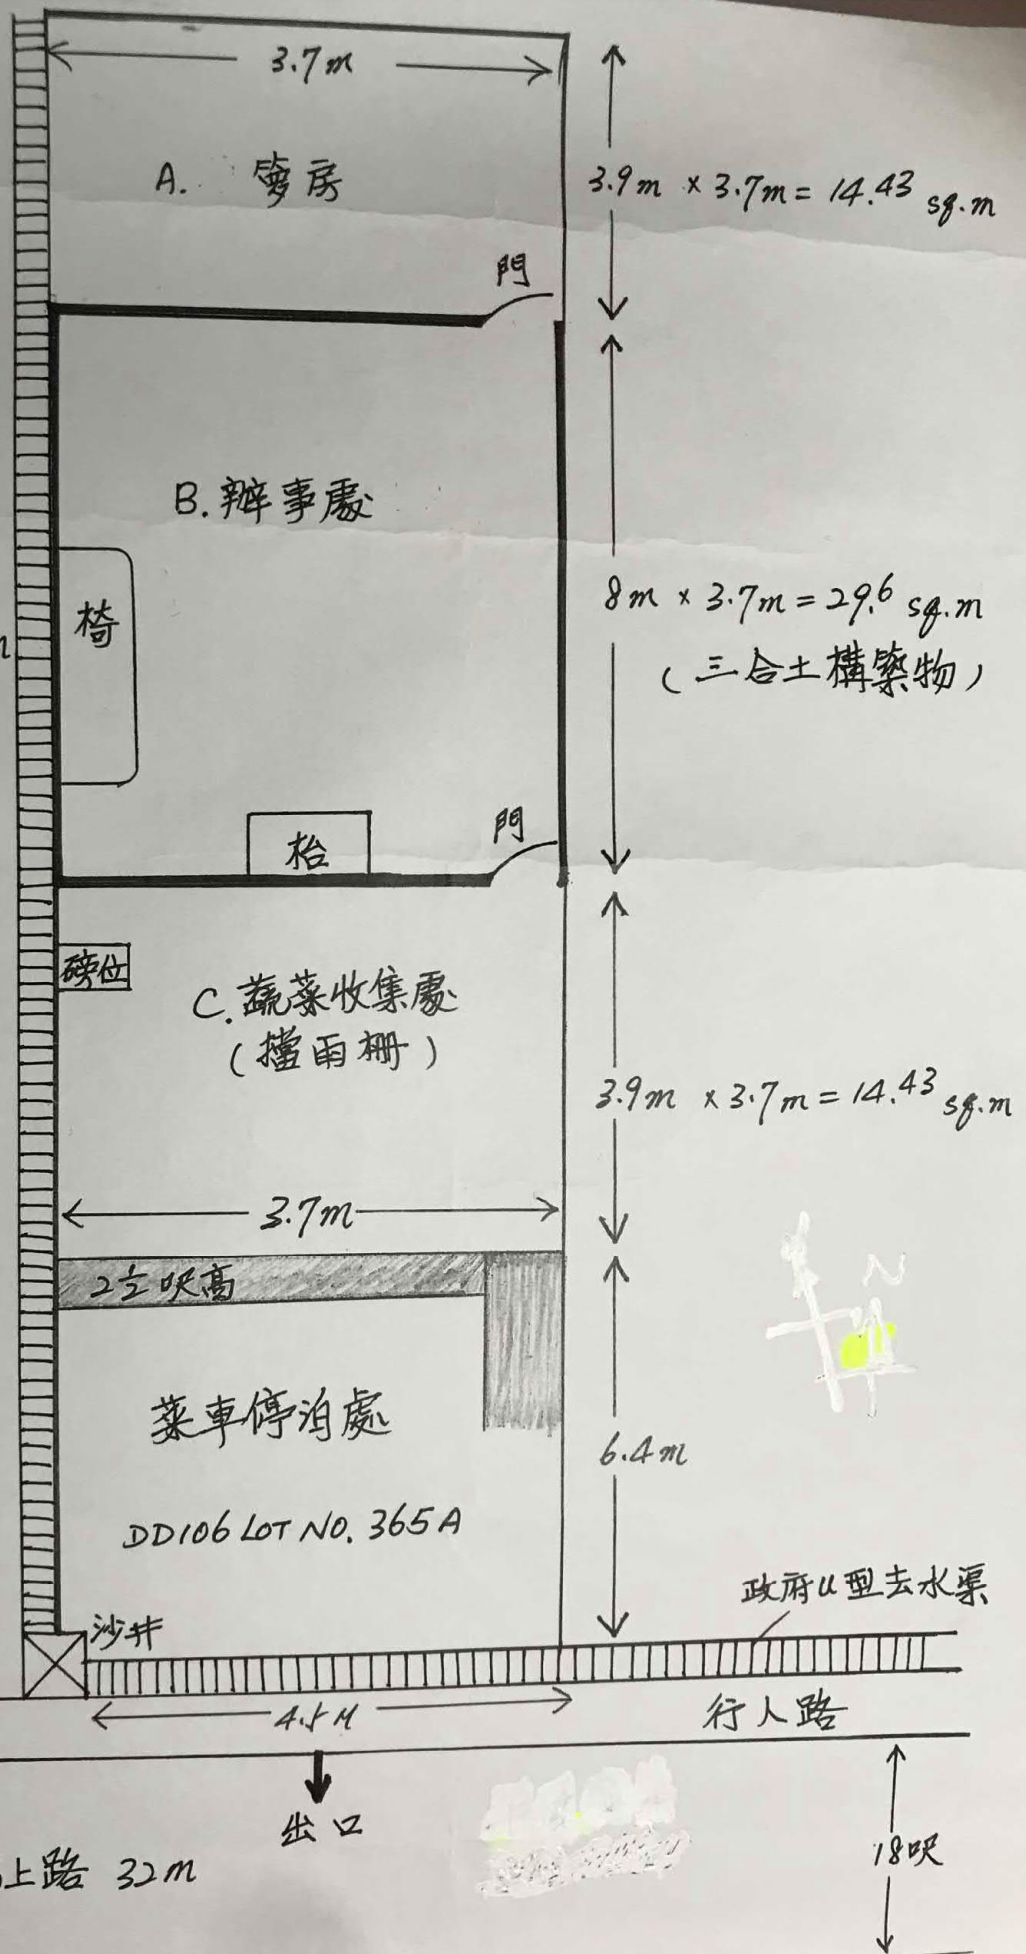 3.7m
A. 籮房
3.9m × 3.7m = 14.43 sq.m
門
B. 辦事處
椅
8m × 3.7m = 29.6 sq.m
(三合土構築物)
枱
門
磅位
C. 蔬菜收集處
(擋雨柵)
3.9m × 3.7m = 14.43 sq.m
3.7m
2½呎高
菜車停泊處
6.4m
DD106 LOT NO. 365A
政府U型去水渠
沙井
4.5M
行人路
出口
上路 32m
18呎